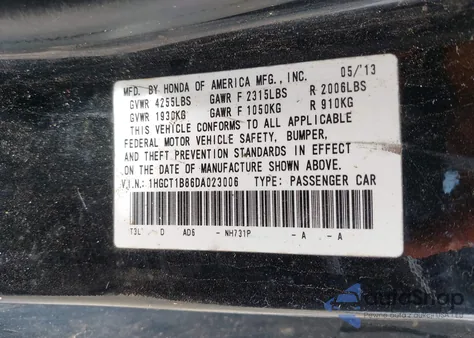 MFD. BY HONDA OF AMERICA MFG., INC. 05/'13
GVWR 4255LBS GAWR F 2315LBS R 2006LBS
GVWR 1930KG GAWR F 1050KG R 910KG
THIS VEHICLE CONFORMS TO ALL APPLICABLE
FEDERAL MOTOR VEHICLE SAFETY, BUMPER,
AND THEFT PREVENTION STANDARDS IN EFFECT
ON THE DATE OF MANUFACTURE SHOWN ABOVE.
V.I.N.: 1HGCT1B86DA023006 TYPE: PASSENGER CAR
T3L D AD6 - NH731P - A - A
autoShop